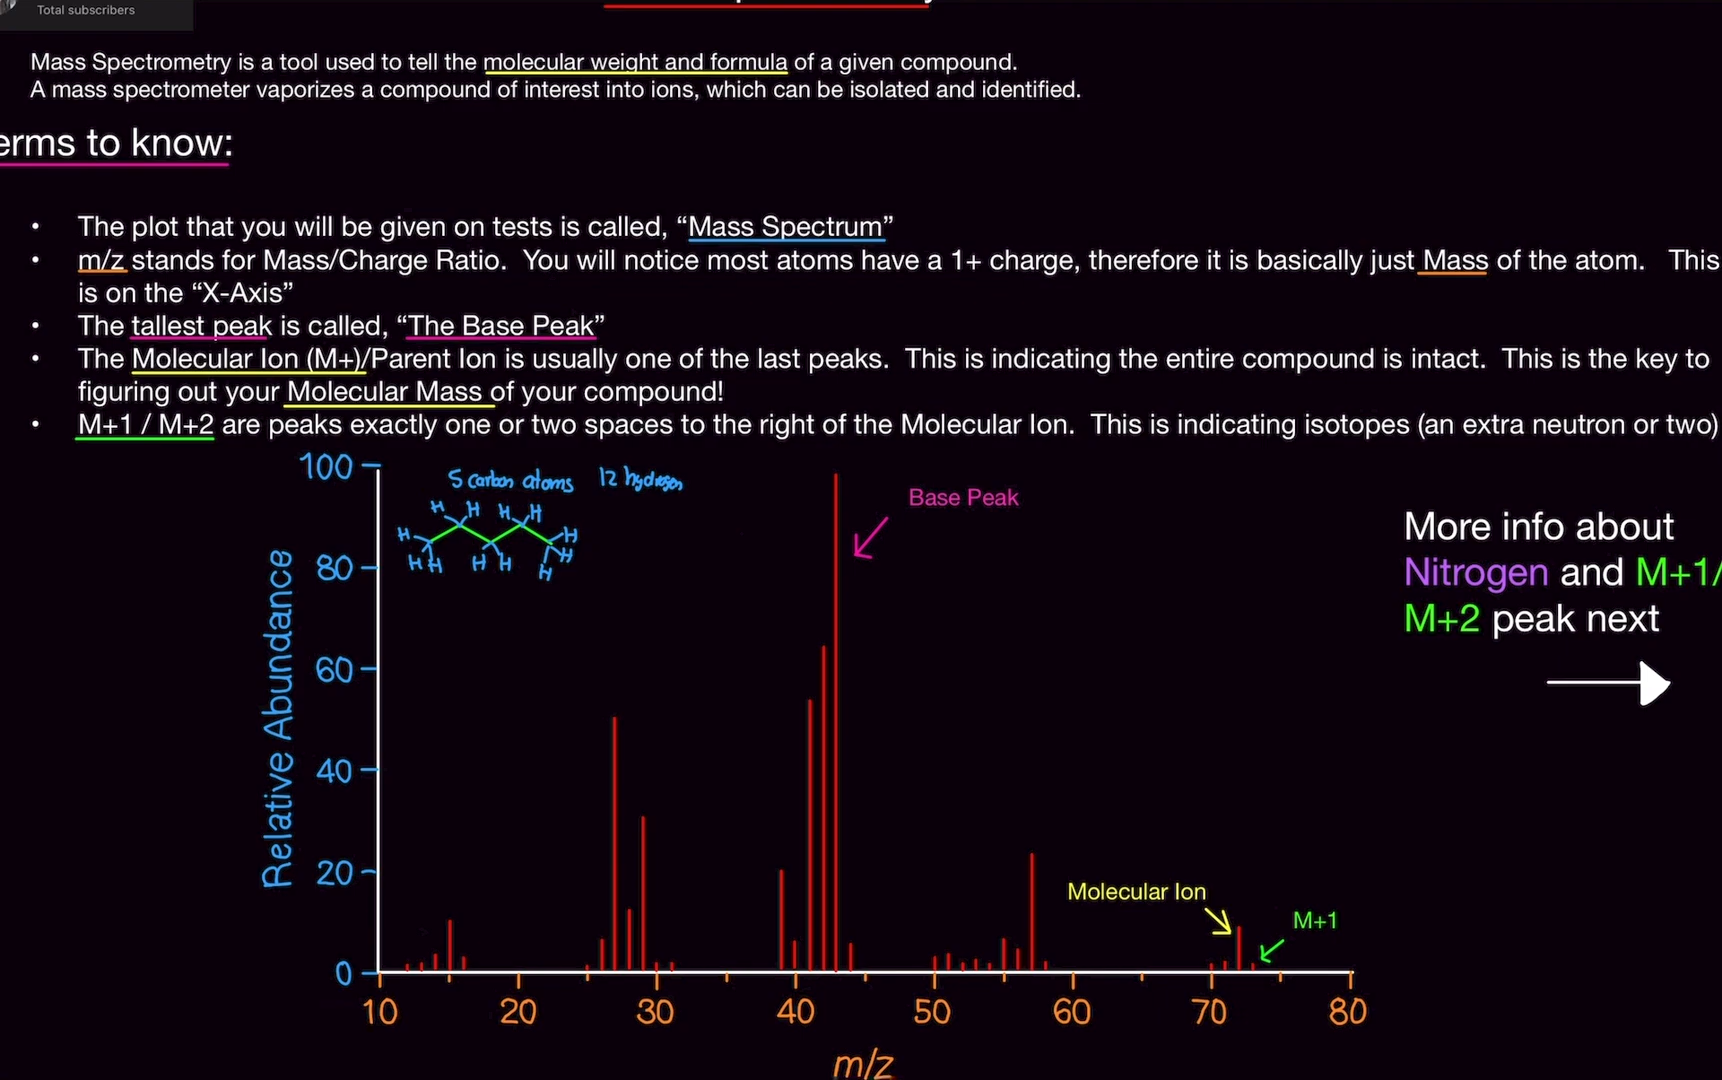 Total subscribers
Mass Spectrometry is a tool used to tell the molecular weight and formula of a given compound.
A mass spectrometer vaporizes a compound of interest into ions, which can be isolated and identified.
erms to know:
• The plot that you will be given on tests is called, “Mass Spectrum”
• m/z stands for Mass/Charge Ratio. You will notice most atoms have a 1+ charge, therefore it is basically just Mass of the atom. This
is on the “X-Axis”
• The tallest peak is called, “The Base Peak”
• The Molecular Ion (M+)/Parent Ion is usually one of the last peaks. This is indicating the entire compound is intact. This is the key to
figuring out your Molecular Mass of your compound!
• M+1 / M+2 are peaks exactly one or two spaces to the right of the Molecular Ion. This is indicating isotopes (an extra neutron or two)
100
5 carbon atoms 12 hydrogen
Base Peak
H H H H
H H
H H H H H
H
80
60
40
20
0
Relative Abundance
Molecular Ion
M+1
10 20 30 40 50 60 70 80
m/z
More info about
Nitrogen and M+1/
M+2 peak next